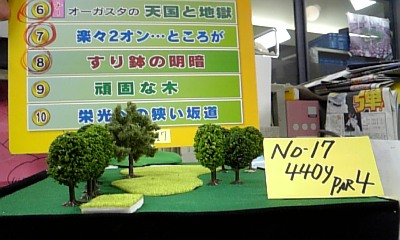 ⑥ オーガスタの天国と地獄
⑦ 楽々2オン…ところが
⑧ すり鉢の明暗
⑨ 頑固な木
⑩ 栄光への狭い坂道
17
No-17
440y
PAR4
弾